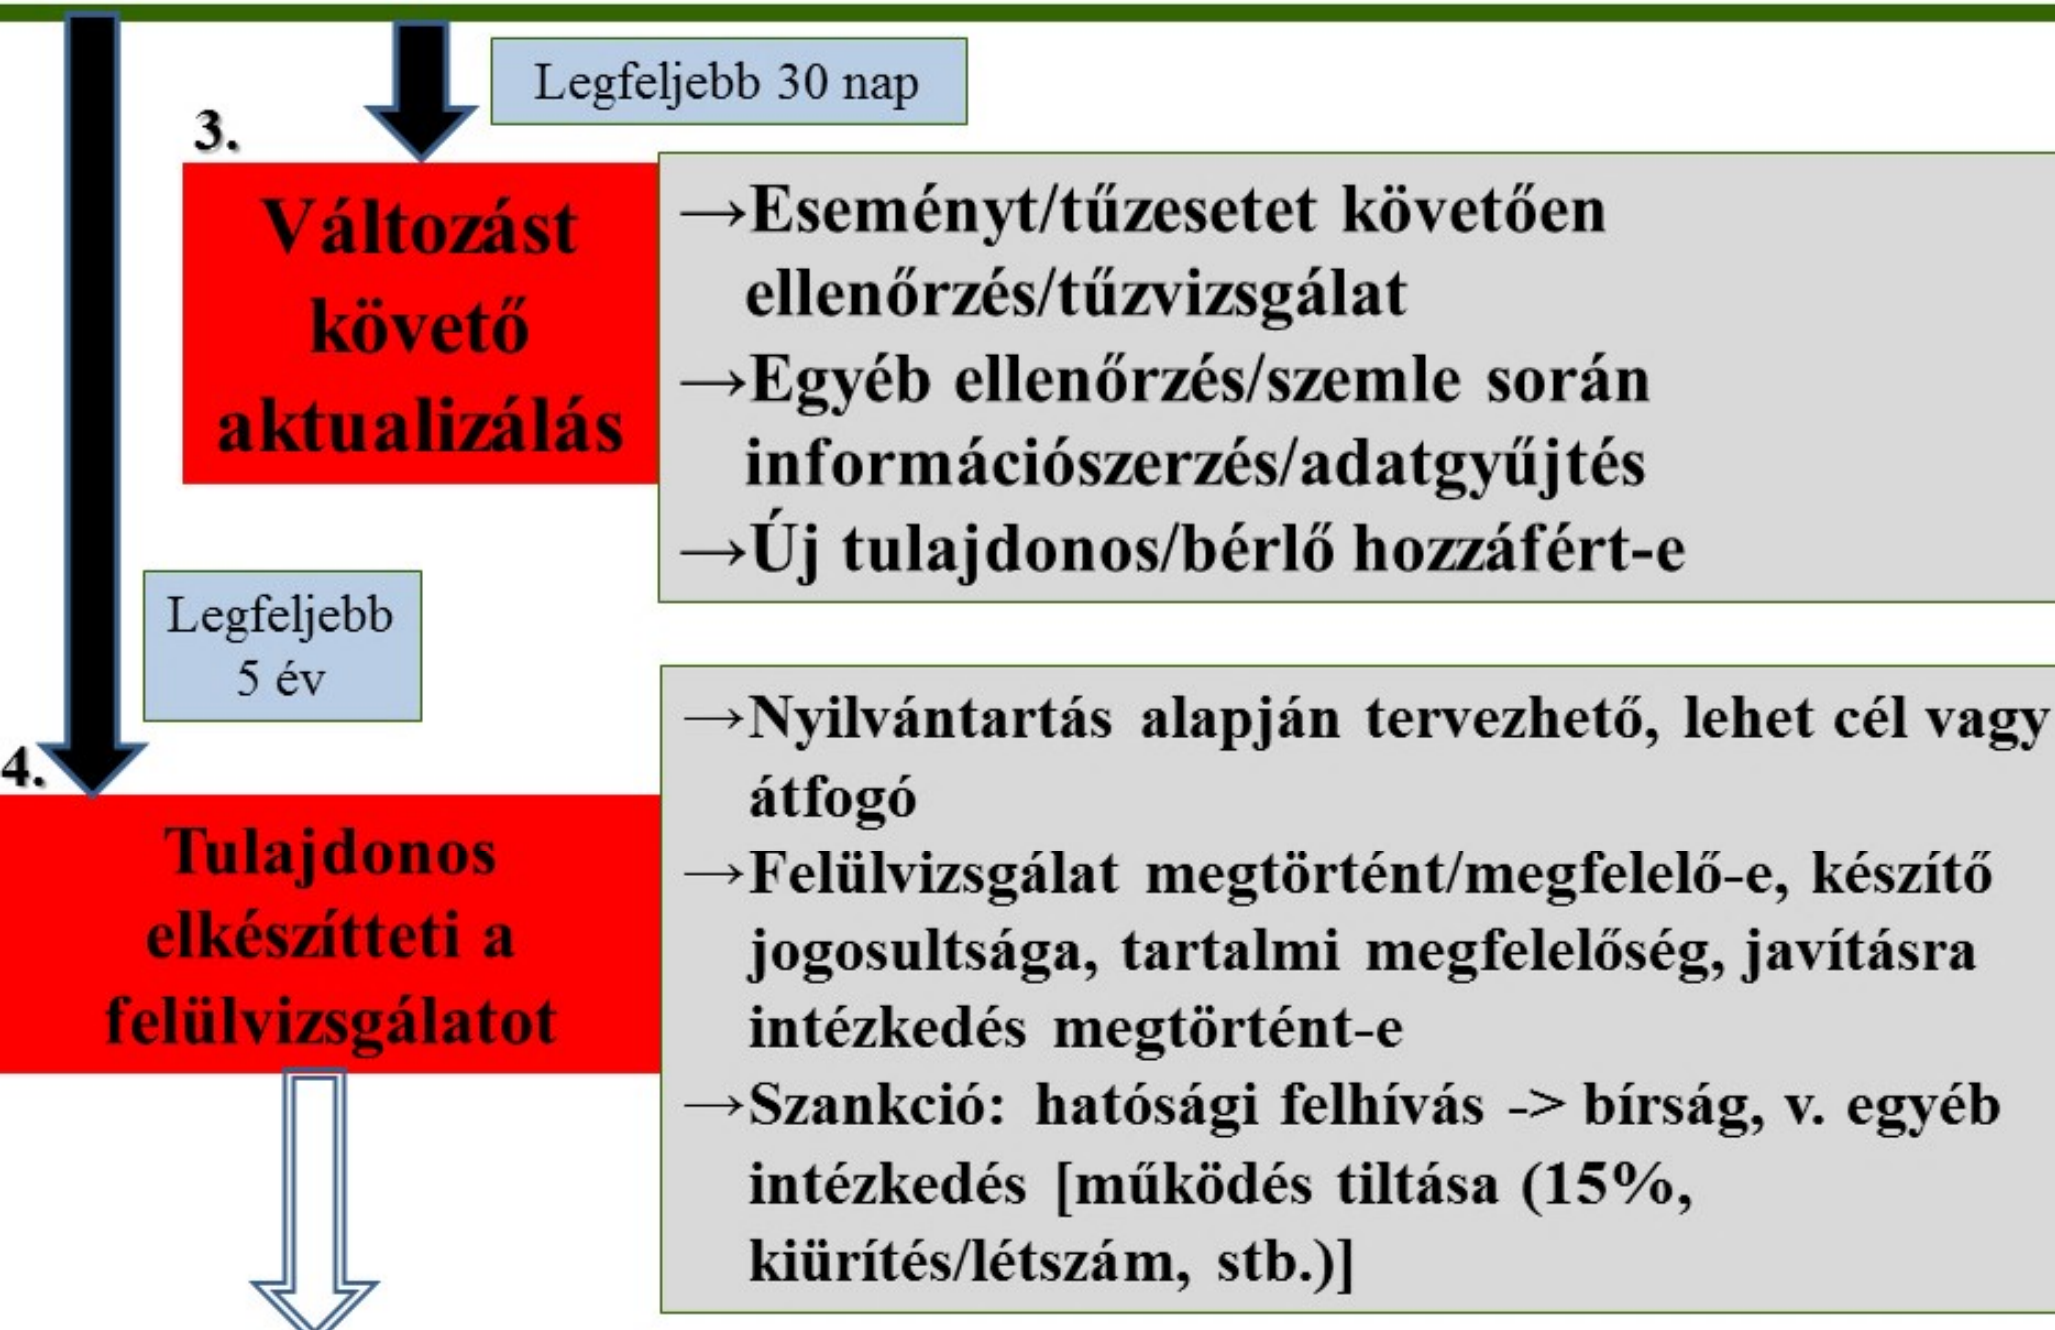 Legfeljebb 30 nap
3.
Változást
követő
aktualizálás
→Eseményt/tűzesetet követően
ellenőrzés/tűzvizsgálat
→Egyéb ellenőrzés/szemle során
információszerzés/adatgyűjtés
→Új tulajdonos/bérlő hozzáfért-e
Legfeljebb
5 év
4.
Tulajdonos
elkészítteti a
felülvizsgálatot
→Nyilvántartás alapján tervezhető, lehet cél vagy
átfogó
→Felülvizsgálat megtörtént/megfelelő-e, készítő
jogosultsága, tartalmi megfelelőség, javításra
intézkedés megtörtént-e
→Szankció: hatósági felhívás -> bírság, v. egyéb
intézkedés [működés tiltása (15%,
kiürítés/létszám, stb.)]